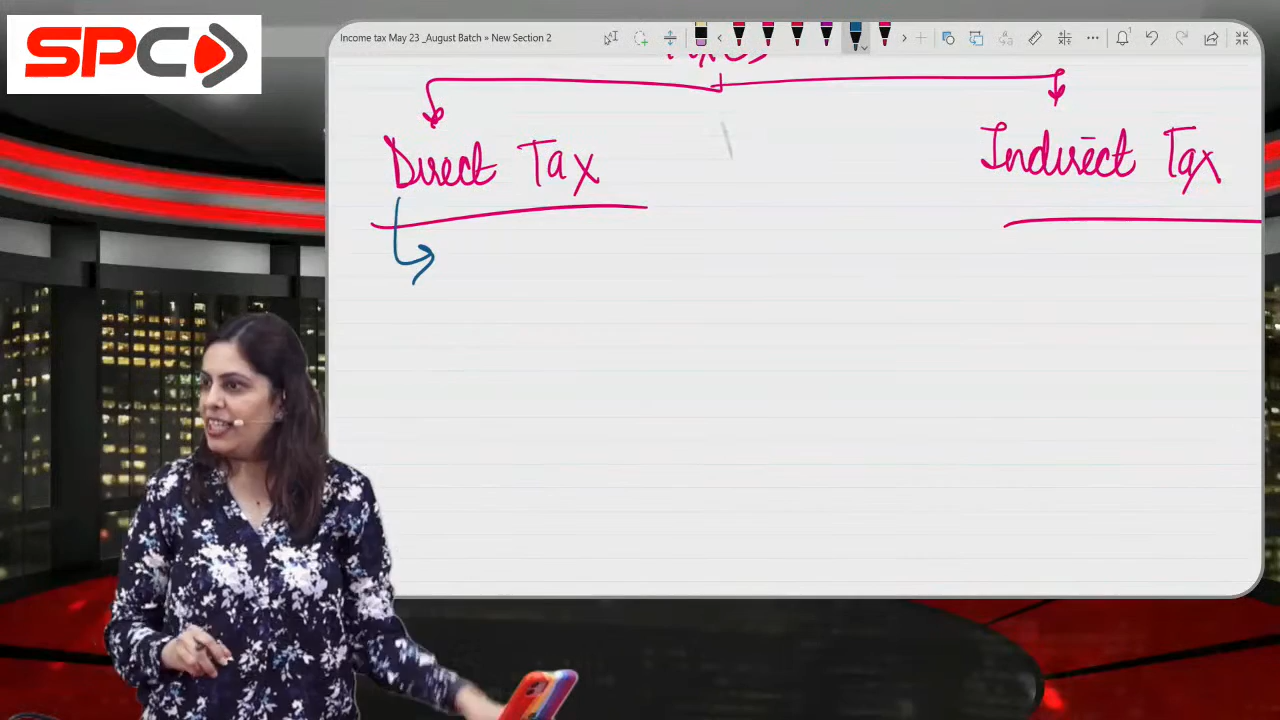 SPC
Income tax May 23 _August Batch » New Section 2
Direct Tax
Indirect Tax